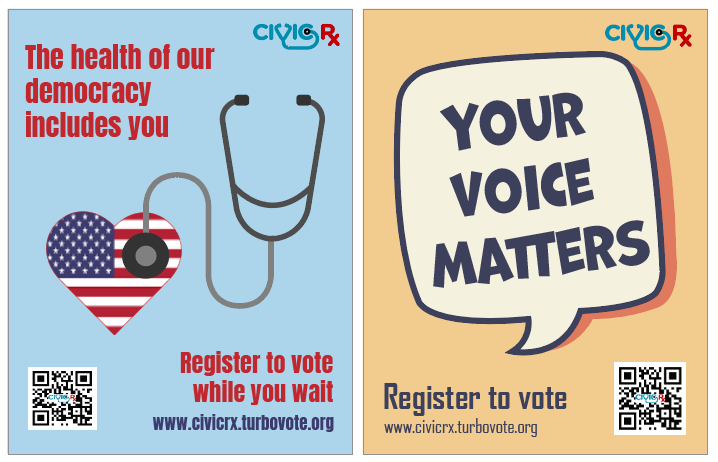 CIVIC Rx
The health of our
democracy
includes you
Register to vote
while you wait
www.civicrx.turbovote.org
CIVIC Rx
YOUR
VOICE
MATTERS
Register to vote
www.civicrx.turbovote.org